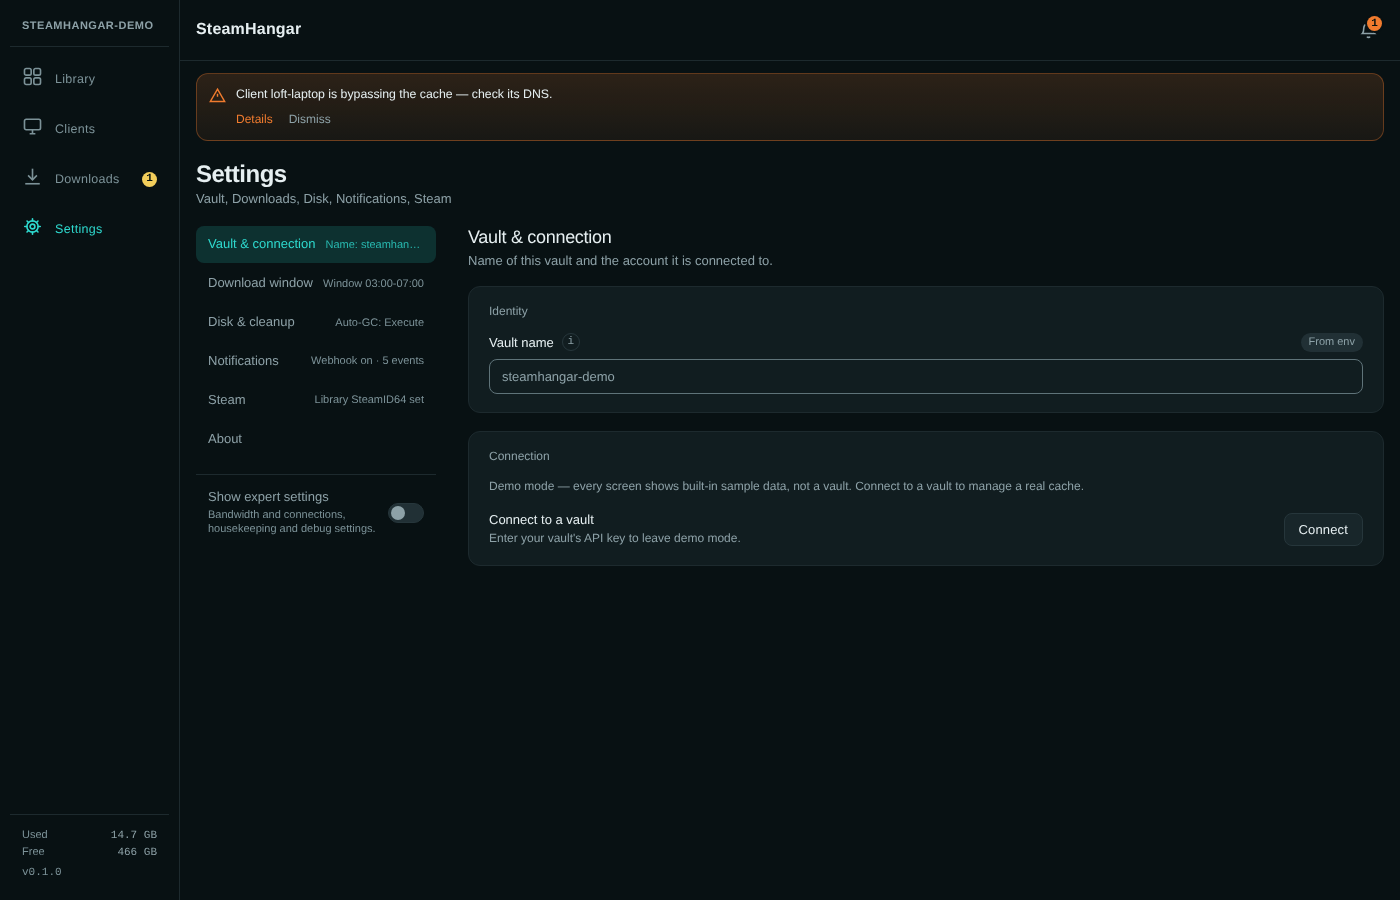 STEAMHANGAR-DEMO
Library
Clients
Downloads 1
Settings
Used 14.7 GB
Free 466 GB
v0.1.0
SteamHangar
1
Client loft-laptop is bypassing the cache — check its DNS.
Details Dismiss
Settings
Vault, Downloads, Disk, Notifications, Steam
Vault & connection Name: steamhan…
Download window Window 03:00-07:00
Disk & cleanup Auto-GC: Execute
Notifications Webhook on · 5 events
Steam Library SteamID64 set
About
Show expert settings
Bandwidth and connections,
housekeeping and debug settings.
Vault & connection
Name of this vault and the account it is connected to.
Identity
Vault name i From env
steamhangar-demo
Connection
Demo mode — every screen shows built-in sample data, not a vault. Connect to a vault to manage a real cache.
Connect to a vault
Enter your vault's API key to leave demo mode.
Connect